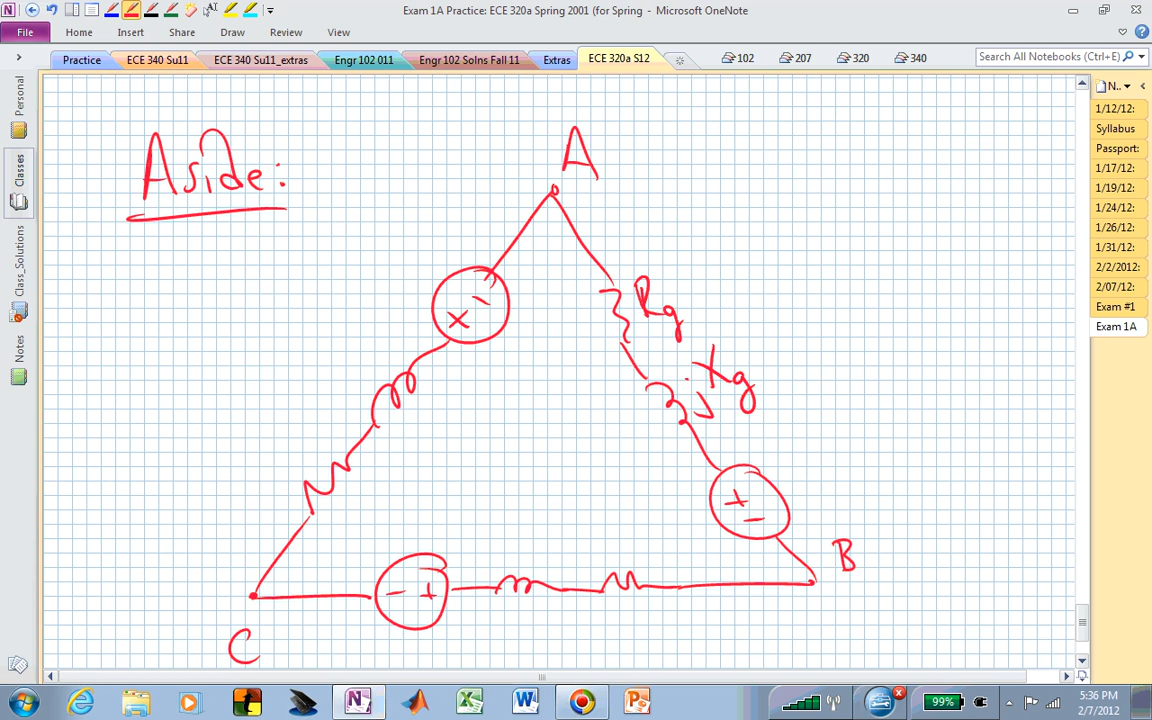 Exam 1A Practice: ECE 320a Spring 2001 (for Spring - Microsoft OneNote
File Home Insert Share Draw Review View
Practice ECE 340 Su11 ECE 340 Su11_extras Engr 102 011 Engr 102 Solns Fall 11 Extras ECE 320a S12 102 207 320 340 Search All Notebooks (Ctrl+E)
Personal
Classes
Class_Solutions
Notes
N..
1/12/12:
Syllabus
Passport:
1/17/12:
1/19/12:
1/24/12:
1/26/12:
1/31/12:
2/2/2012:
2/07/12:
Exam #1
Exam 1A
Aside:
A
Rg
jXg
+ -
+ -
B
- +
C
99%
5:36 PM
2/7/2012